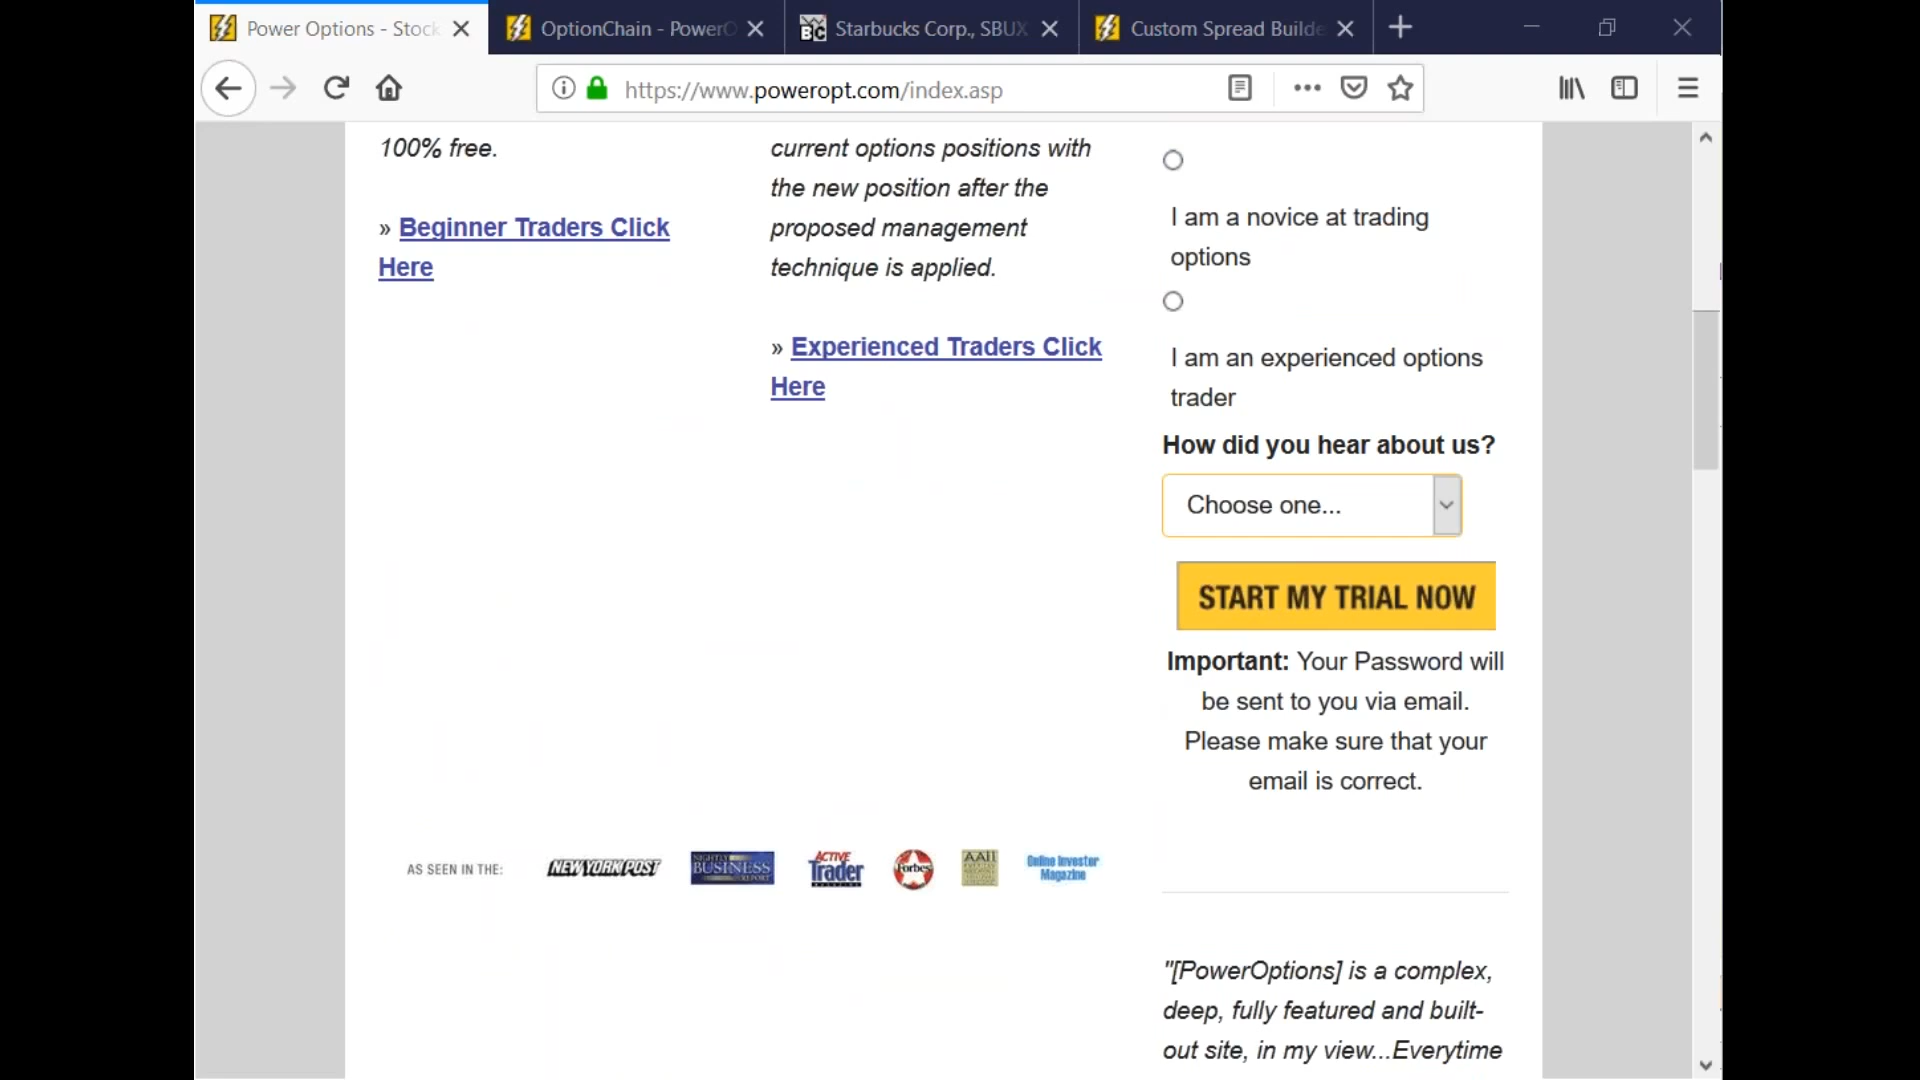 Power Options - Stock
OptionChain - PowerO
Starbucks Corp., SBUX
Custom Spread Builde
https://www.poweropt.com/index.asp
100% free.
» Beginner Traders Click
Here
current options positions with
the new position after the
proposed management
technique is applied.
» Experienced Traders Click
Here
I am a novice at trading
options
I am an experienced options
trader
How did you hear about us?
Choose one...
START MY TRIAL NOW
Important: Your Password will
be sent to you via email.
Please make sure that your
email is correct.
AS SEEN IN THE:
NEW YORK POST
NIGHTLY
BUSINESS
REPORT
ACTIVE
Trader
Forbes
AAII
Online Investor
Magazine
"[PowerOptions] is a complex,
deep, fully featured and built-
out site, in my view...Everytime